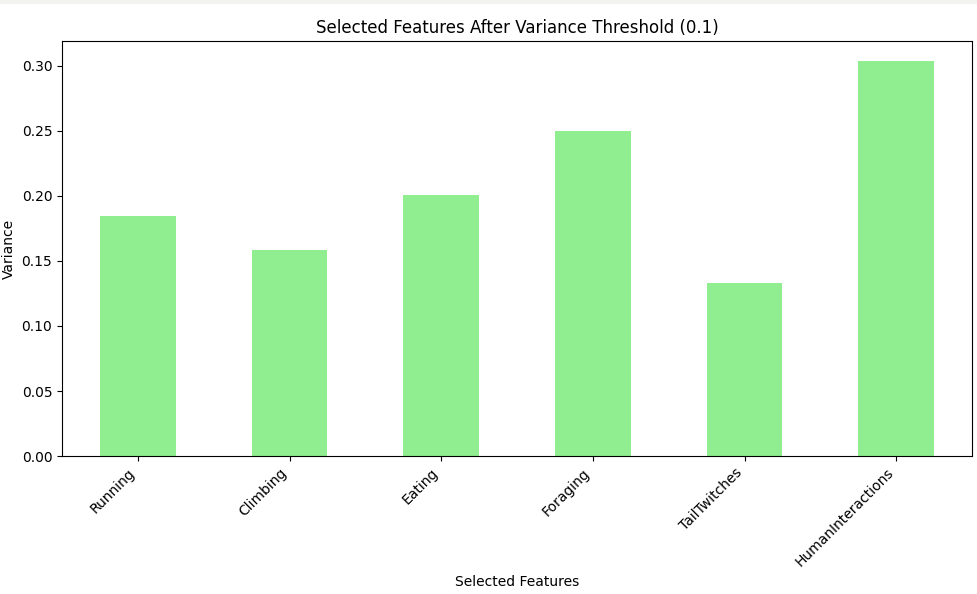 Selected Features After Variance Threshold (0.1)
Variance
0.30
0.25
0.20
0.15
0.10
0.05
0.00
Running
Climbing
Eating
Foraging
TailTwitches
HumanInteractions
Selected Features